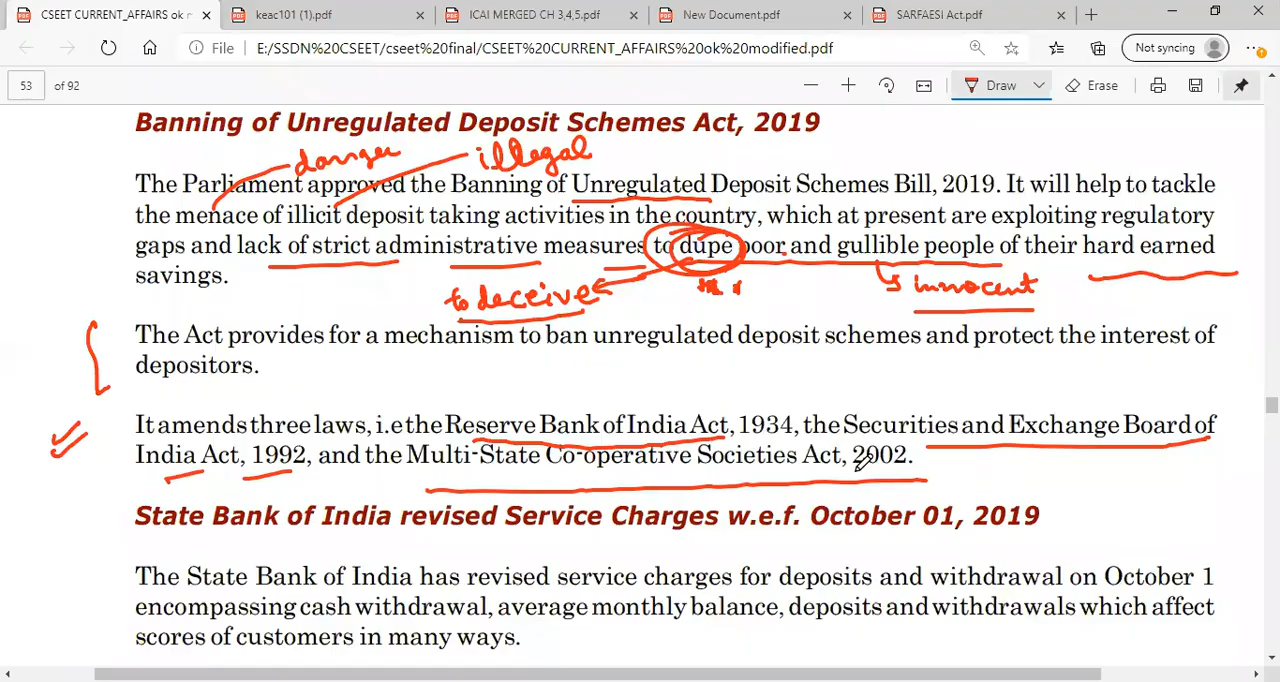 CSEET CURRENT_AFFAIRS ok m
keac101 (1).pdf
ICAI MERGED CH 3,4,5.pdf
New Document.pdf
SARFAESI Act.pdf
File
E:/SSDN%20CSEET/cseet%20final/CSEET%20CURRENT_AFFAIRS%20ok%20modified.pdf
Not syncing
53 of 92
Draw
Erase
Banning of Unregulated Deposit Schemes Act, 2019
danger illegal
The Parliament approved the Banning of Unregulated Deposit Schemes Bill, 2019. It will help to tackle
the menace of illicit deposit taking activities in the country, which at present are exploiting regulatory
gaps and lack of strict administrative measures to dupe poor and gullible people of their hard earned
savings.
to deceive innocent
The Act provides for a mechanism to ban unregulated deposit schemes and protect the interest of
depositors.
It amends three laws, i.e the Reserve Bank of India Act, 1934, the Securities and Exchange Board of
India Act, 1992, and the Multi-State Co-operative Societies Act, 2002.
State Bank of India revised Service Charges w.e.f. October 01, 2019
The State Bank of India has revised service charges for deposits and withdrawal on October 1
encompassing cash withdrawal, average monthly balance, deposits and withdrawals which affect
scores of customers in many ways.